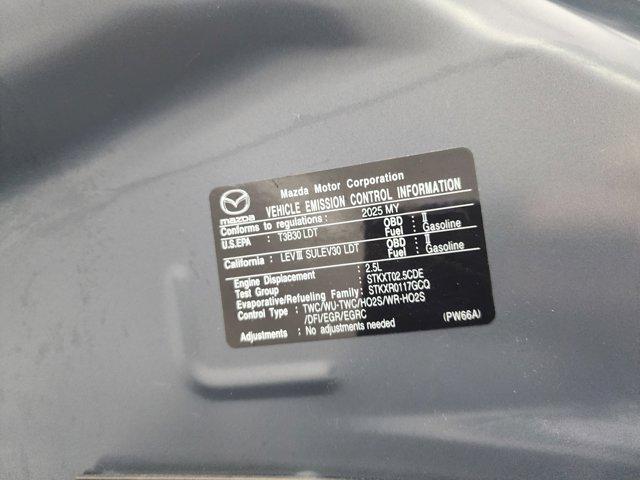 mazda
Mazda Motor Corporation
VEHICLE EMISSION CONTROL INFORMATION
Conforms to regulations : 2025 MY
U.S.EPA : T3B30 LDT OBD : II
Fuel : Gasoline
California : LEVIII SULEV30 LDT OBD : II
Fuel : Gasoline
Engine Displacement : 2.5L
Test Group : STKXT02.5CDE
Evaporative/Refueling Family : STKXR0117GCQ
Control Type : TWC/WU-TWC/HO2S/WR-HO2S
/DFI/EGR/EGRC
Adjustments : No adjustments needed
(PW66A)